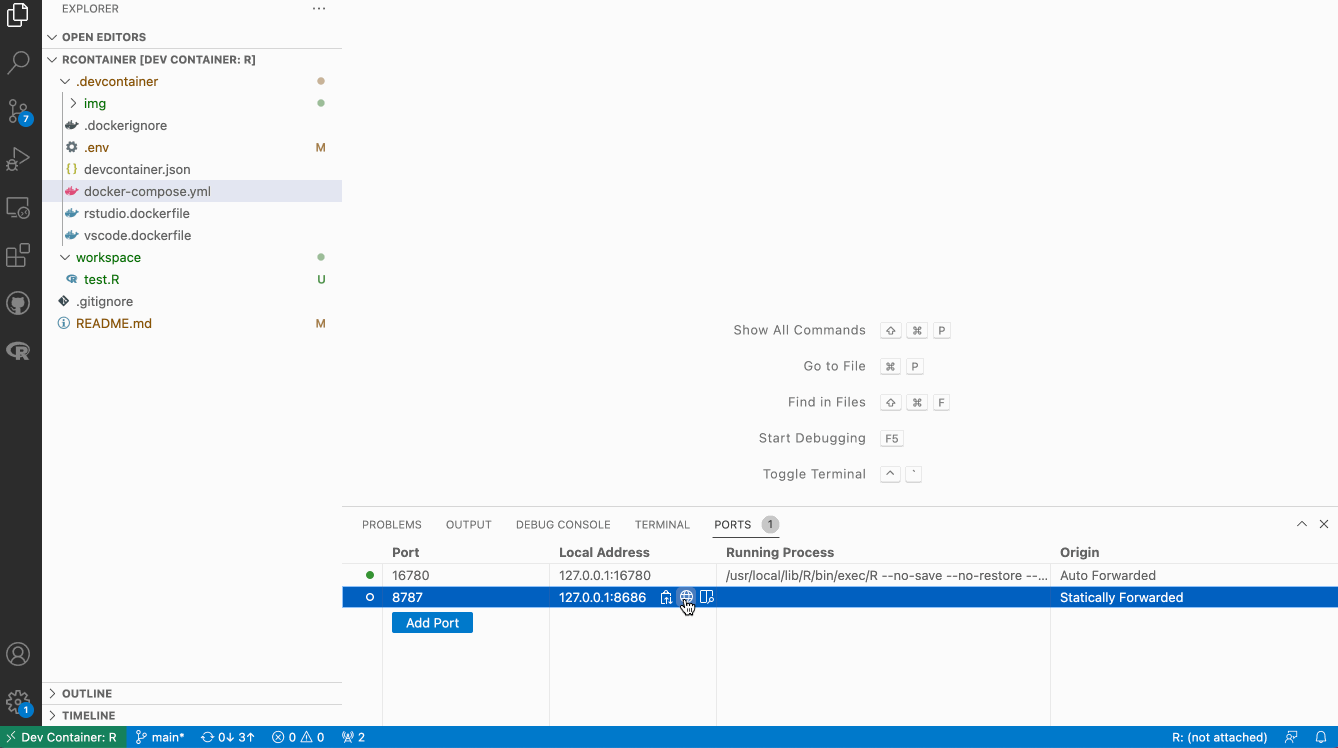 EXPLORER
OPEN EDITORS
RCONTAINER [DEV CONTAINER: R]
.devcontainer
img
.dockerignore
.env M
devcontainer.json
docker-compose.yml
rstudio.dockerfile
vscode.dockerfile
workspace
test.R U
.gitignore
README.md M
7
Show All Commands ⇧ ⌘ P
Go to File ⌘ P
Find in Files ⇧ ⌘ F
Start Debugging F5
Toggle Terminal ^ `
PROBLEMS OUTPUT DEBUG CONSOLE TERMINAL PORTS 1
Port Local Address Running Process Origin
16780 127.0.0.1:16780 /usr/local/lib/R/bin/exec/R --no-save --no-restore --... Auto Forwarded
8787 127.0.0.1:8686 Statically Forwarded
Add Port
OUTLINE
TIMELINE
1
Dev Container: R main* 0↓ 3↑ 0 0 2 R: (not attached)